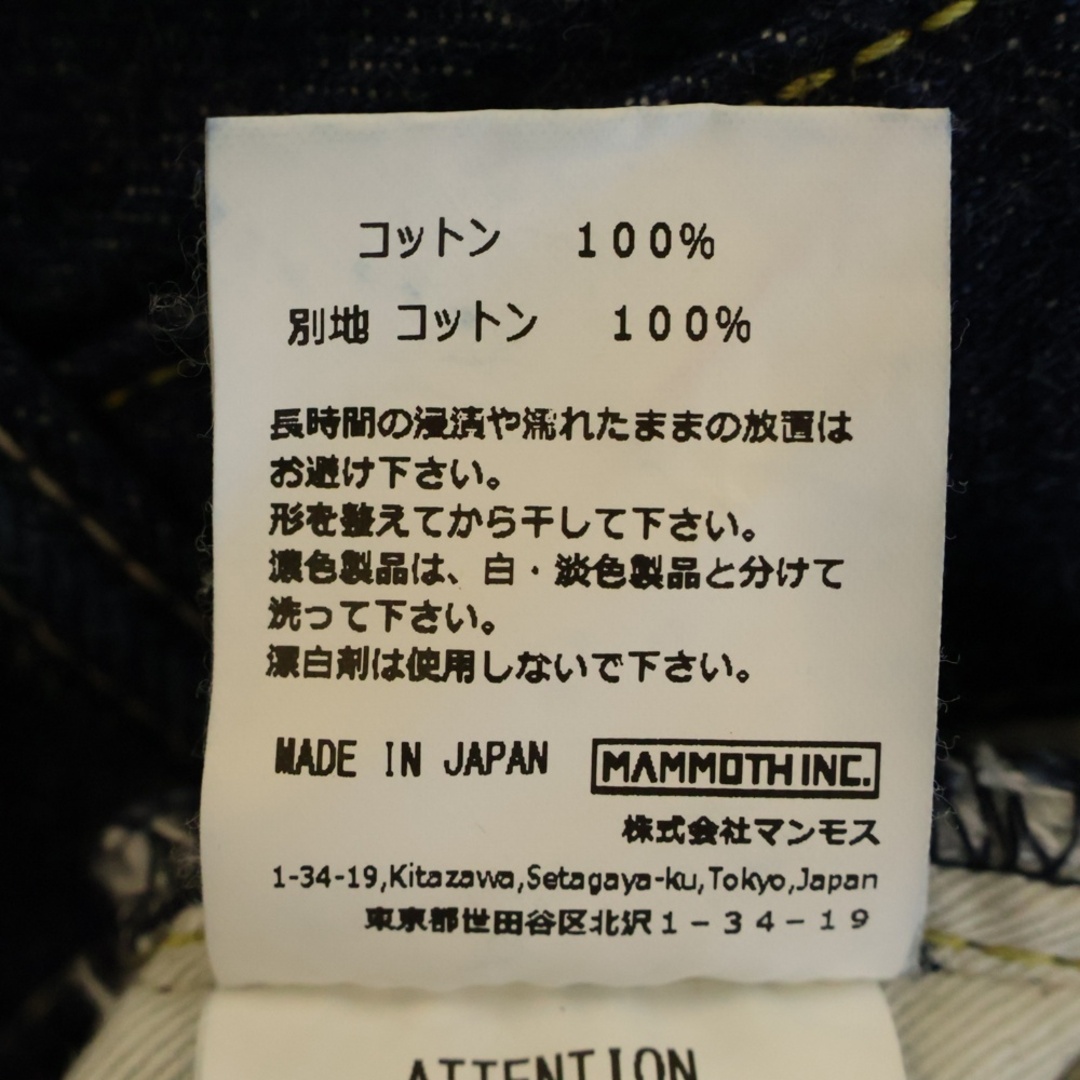 コットン　100%
別地 コットン　100%
長時間の浸漬や濡れたままの放置は
お避け下さい。
形を整えてから干して下さい。
濃色製品は、白・淡色製品と分けて
洗って下さい。
漂白剤は使用しないで下さい。
MADE IN JAPAN MAMMOTH INC.
株式会社マンモス
1-34-19,Kitazawa,Setagaya-ku,Tokyo,Japan
東京都世田谷区北沢1－34－19
ATTENTION